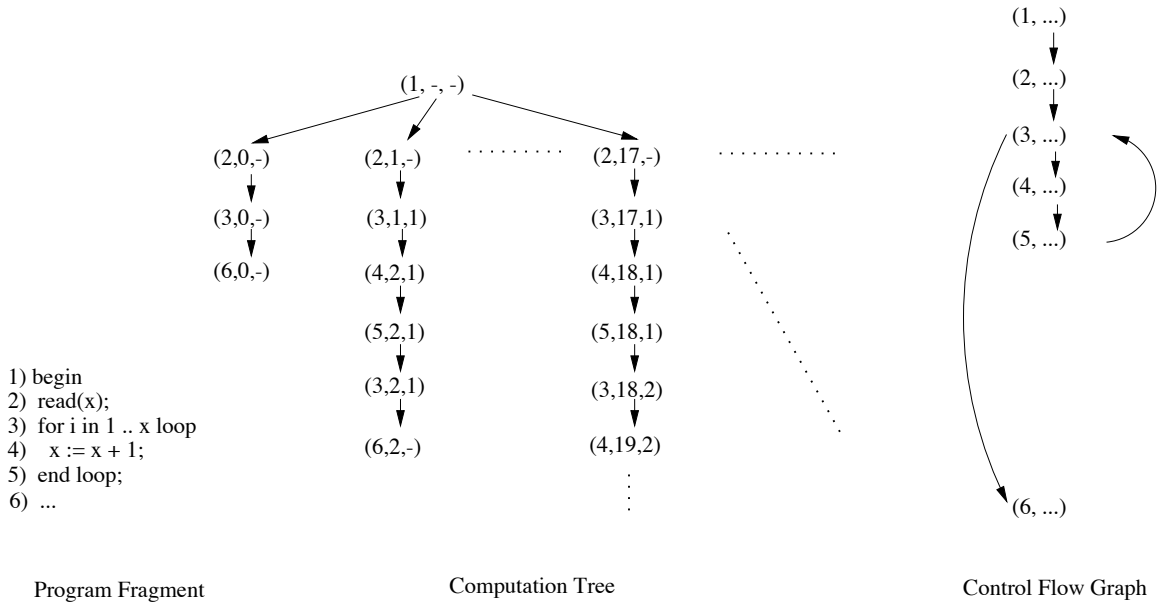 (1, ...)
(2, ...)
(3, ...)
(4, ...)
(5, ...)
(6, ...)
(1, -, -)
(2,0,-)
(3,0,-)
(6,0,-)
(2,1,-)
(3,1,1)
(4,2,1)
(5,2,1)
(3,2,1)
(6,2,-)
(2,17,-)
(3,17,1)
(4,18,1)
(5,18,1)
(3,18,2)
(4,19,2)
1) begin
2) read(x);
3) for i in 1 .. x loop
4) x := x + 1;
5) end loop;
6) ...
Program Fragment
Computation Tree
Control Flow Graph